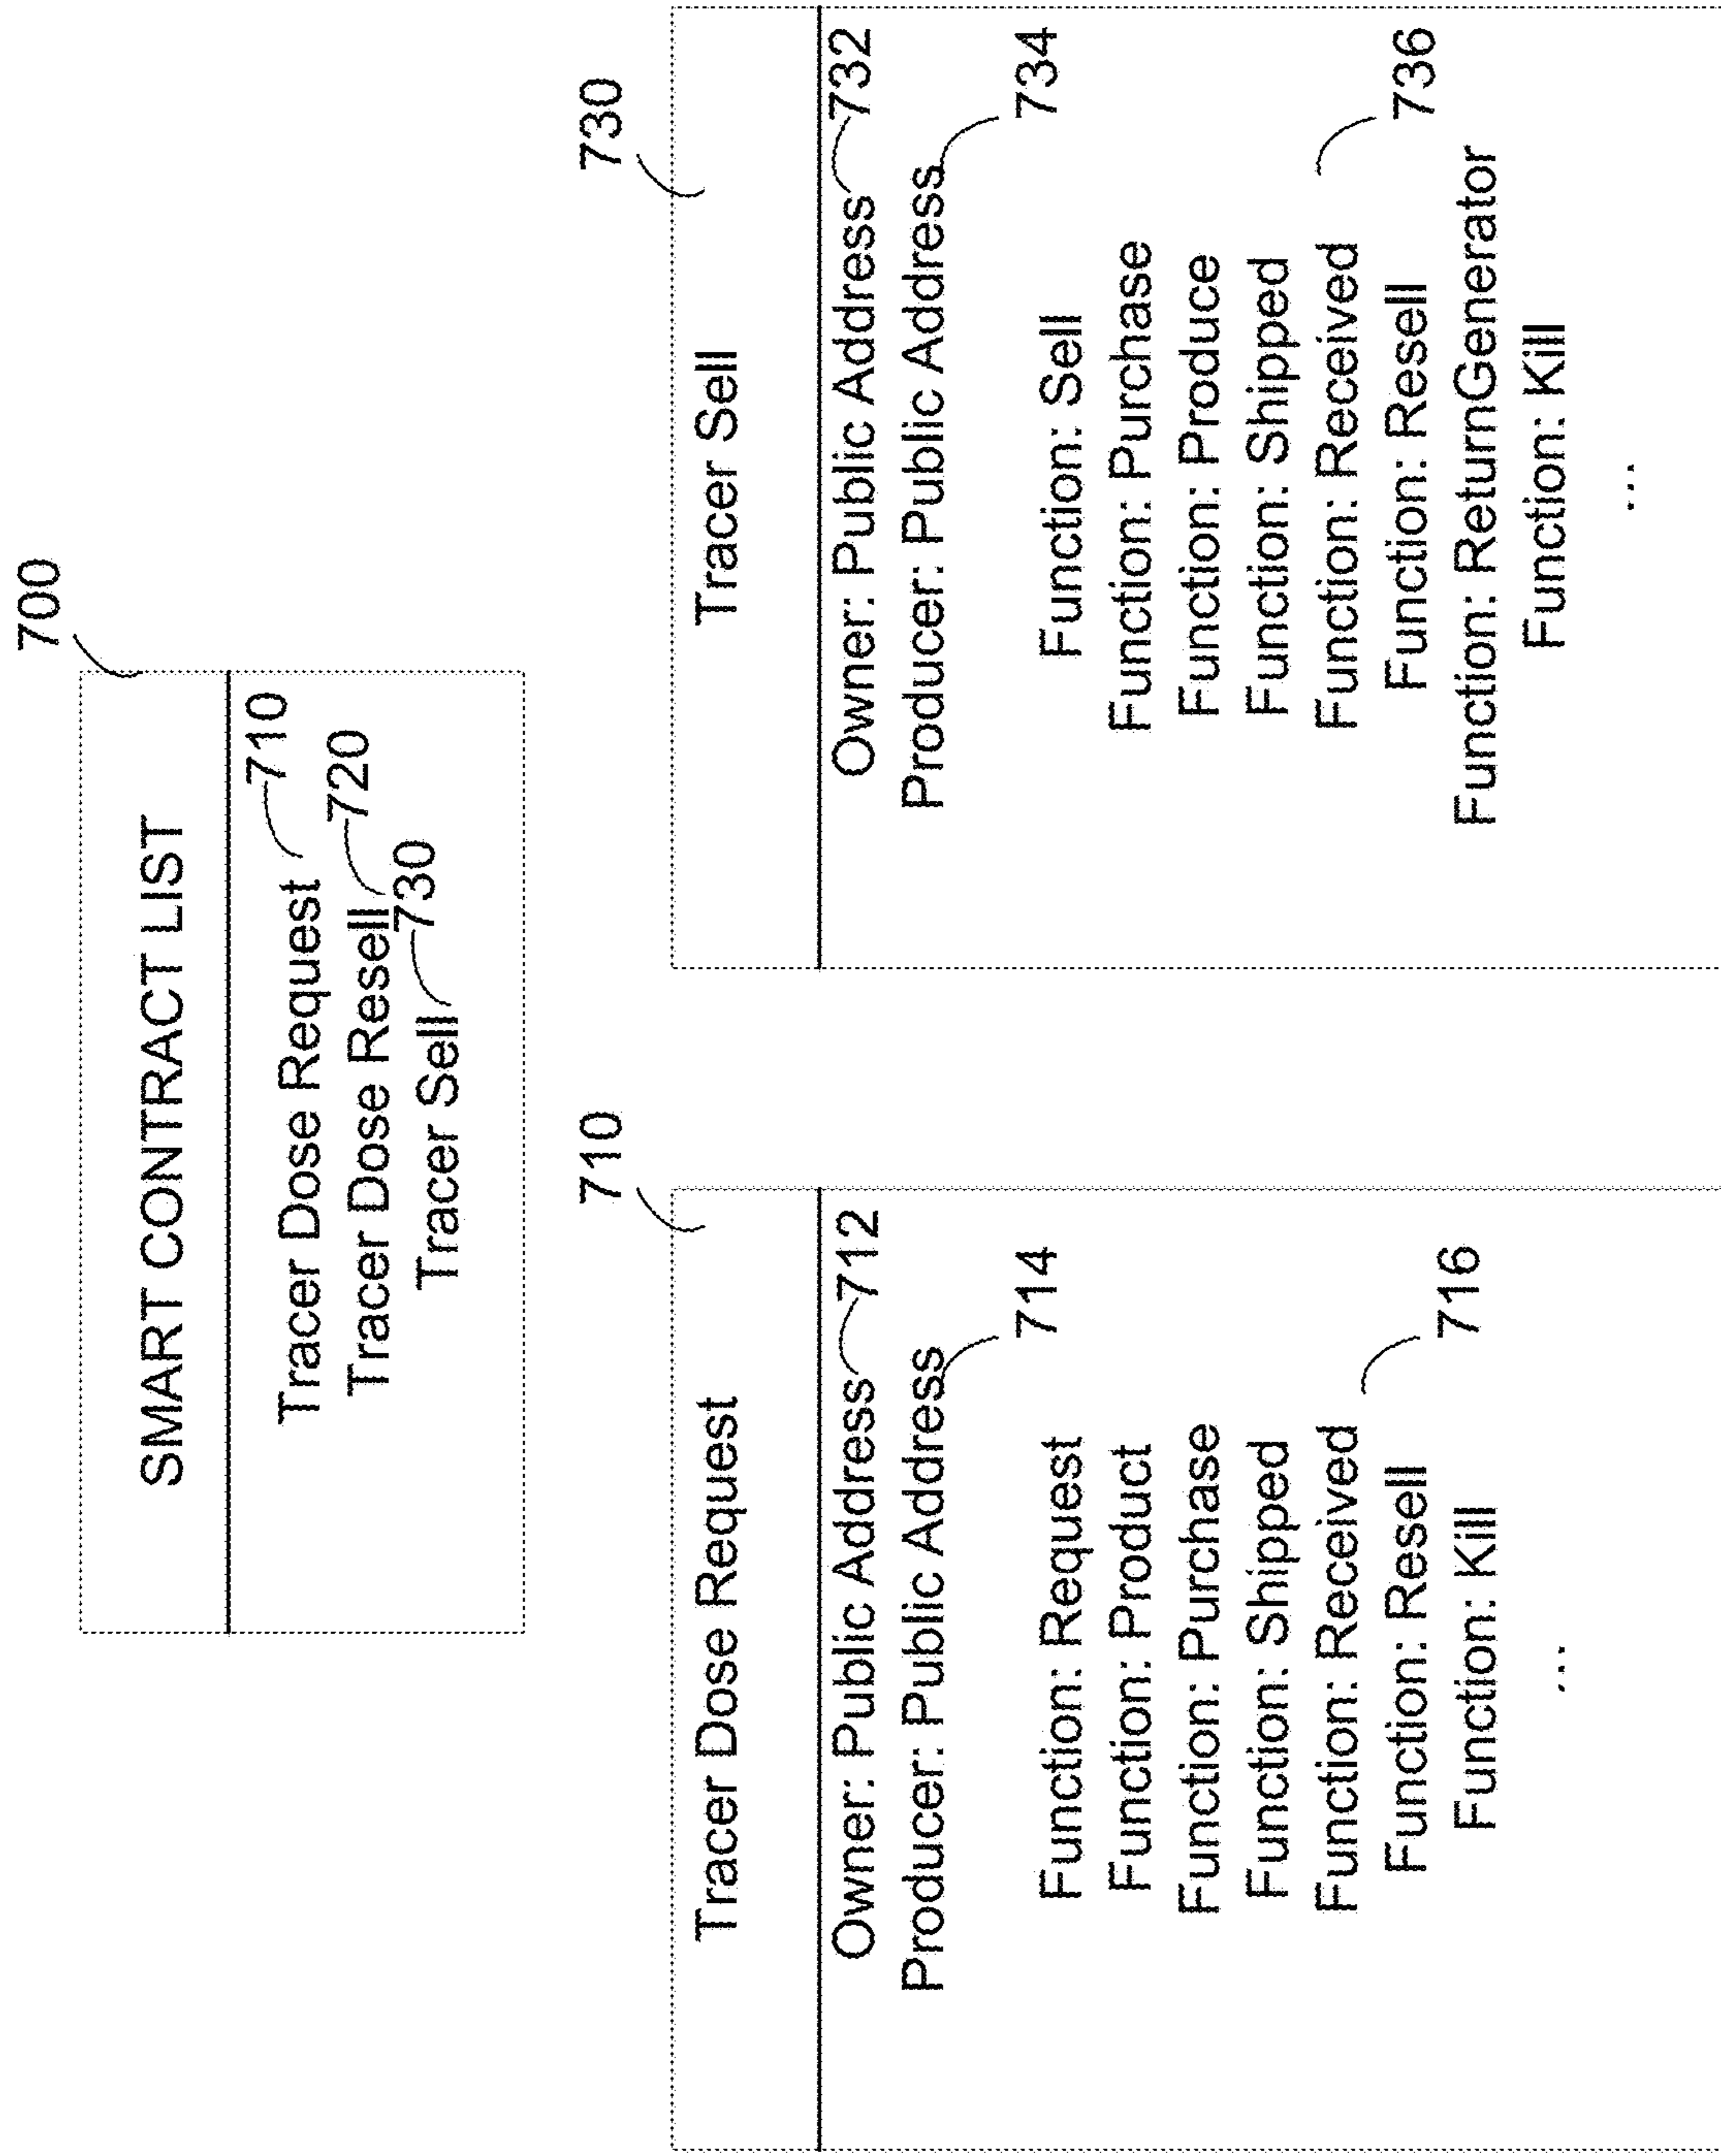 700
SMART CONTRACT LIST
Tracer Dose Request 710
Tracer Dose Resell 720
Tracer Sell 730
710
Tracer Dose Request
Owner: Public Address 712
Producer: Public Address
714
Function: Request
Function: Product
Function: Purchase
Function: Shipped
Function: Received
716
Function: Resell
Function: Kill
...
730
Tracer Sell
Owner: Public Address 732
Producer: Public Address
734
Function: Sell
Function: Purchase
Function: Produce
Function: Shipped
Function: Received
736
Function: Resell
Function: ReturnGenerator
Function: Kill
...